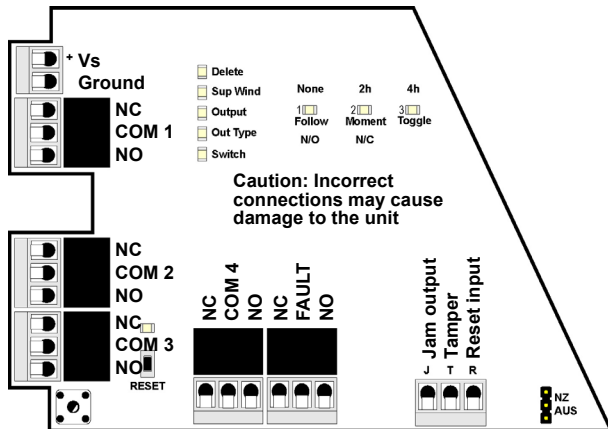 + Vs
Ground
NC
COM 1
NO
Delete
Sup Wind
Output
Out Type
Switch
None 2h 4h
1 2 3
Follow Moment Toggle
N/O N/C
Caution: Incorrect
connections may cause
damage to the unit
NC
COM 2
NO
NC
COM 3
NO
RESET
NC
COM 4
NO
NC
FAULT
NO
Jam output
Tamper
Reset input
J T R
NZ
AUS